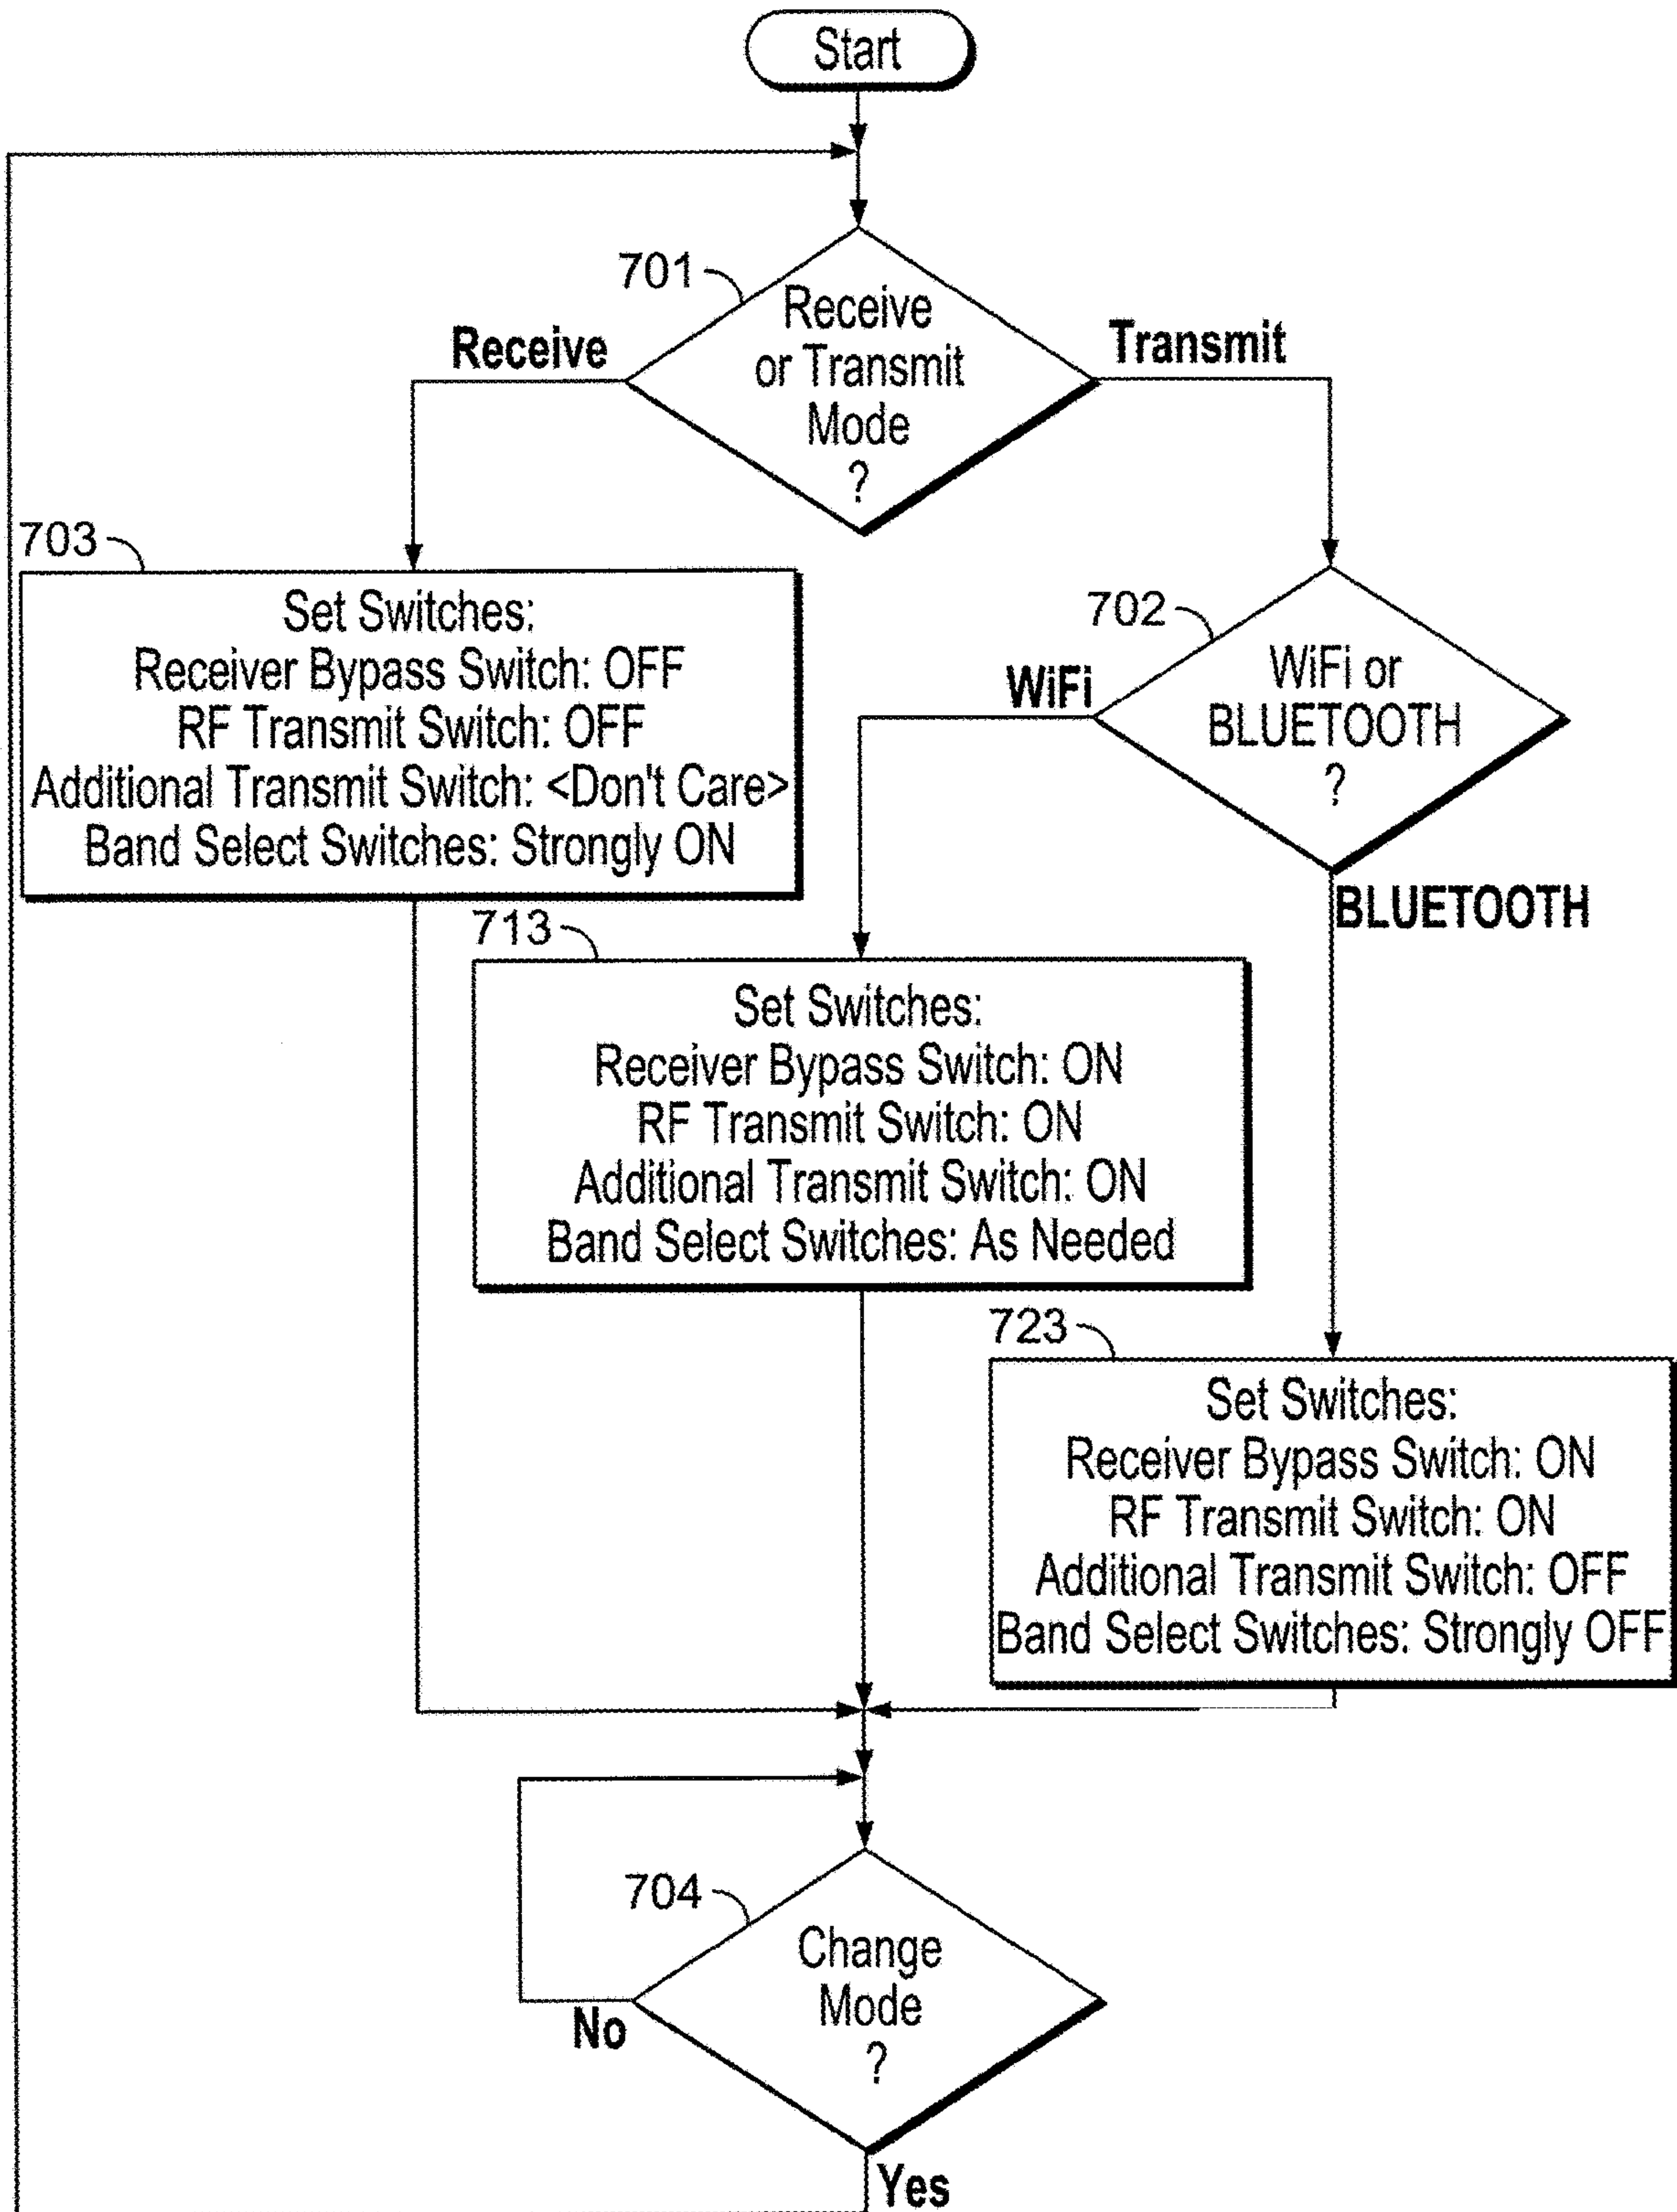 Start
701
Receive
or Transmit
Mode
?
Receive
Transmit
703
Set Switches:
Receiver Bypass Switch: OFF
RF Transmit Switch: OFF
Additional Transmit Switch: <Don't Care>
Band Select Switches: Strongly ON
702
WiFi or
BLUETOOTH
?
WiFi
BLUETOOTH
713
Set Switches:
Receiver Bypass Switch: ON
RF Transmit Switch: ON
Additional Transmit Switch: ON
Band Select Switches: As Needed
723
Set Switches:
Receiver Bypass Switch: ON
RF Transmit Switch: ON
Additional Transmit Switch: OFF
Band Select Switches: Strongly OFF
704
Change
Mode
?
No
Yes